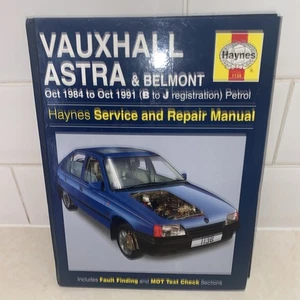 VAUXHALL
Haynes
ASTRA & BELMONT
Oct 1984 to Oct 1991 (B to J registration) Petrol
Haynes Service and Repair Manual
Includes Fault Finding and MOT Test Check Sections